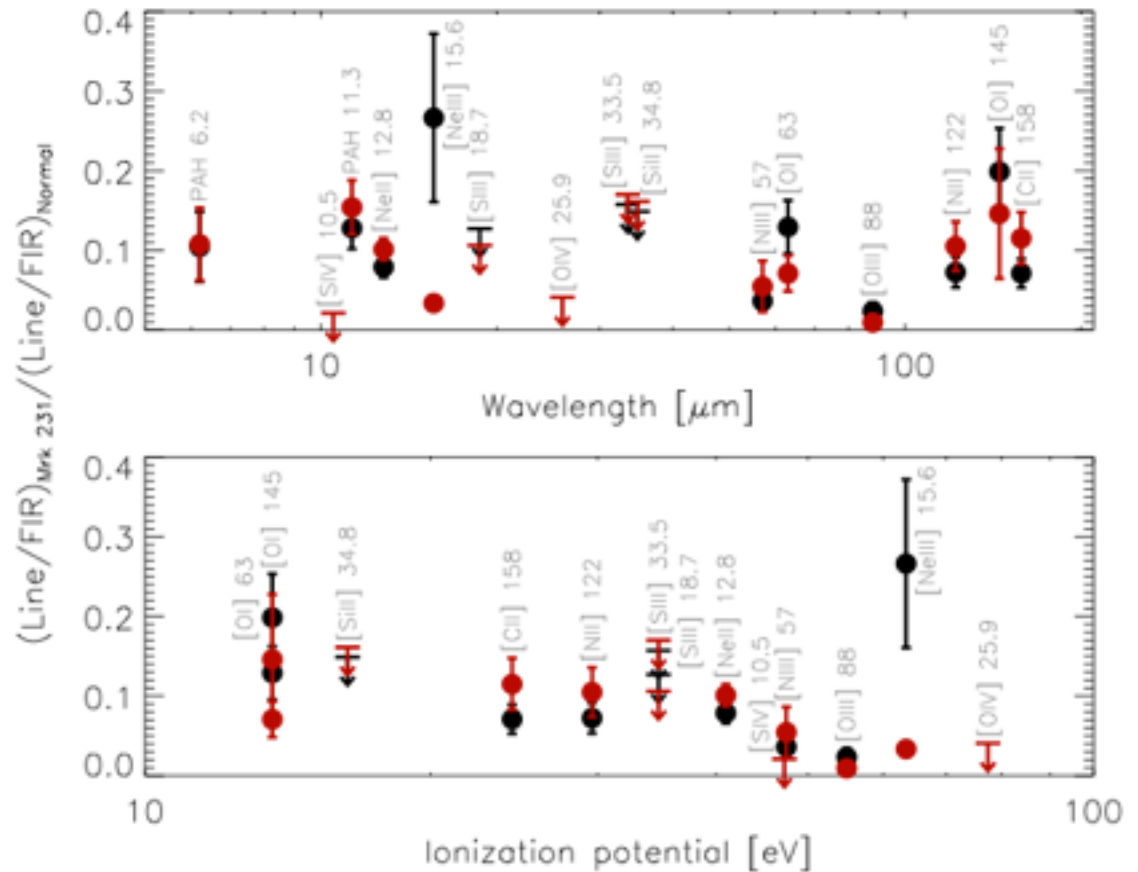 (Line/FIR)Mrk 231/(Line/FIR)Normal
0.4
0.3
0.2
0.1
0.0
PAH 6.2
[SIV] 10.5
PAH 11.3
[NeII] 12.8
[NeIII] 15.6
[SIII] 18.7
[OIV] 25.9
[SIII] 33.5
[SiII] 34.8
[NIII] 57
[OI] 63
[OIII] 88
[NII] 122
[OI] 145
[CII] 158
10
100
Wavelength [μm]
0.4
0.3
0.2
0.1
0.0
[OI] 63
[OI] 145
[SiII] 34.8
[CII] 158
[NII] 122
[SIII] 33.5
[SIII] 18.7
[NeII] 12.8
[SIV] 10.5
[NIII] 57
[OIII] 88
[NeIII] 15.6
[OIV] 25.9
10
100
Ionization potential [eV]